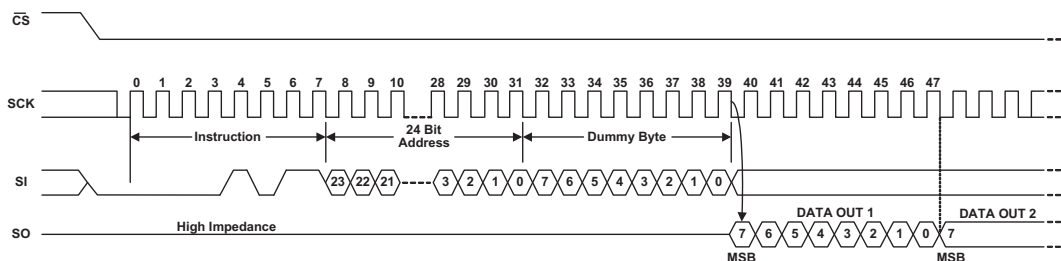 CS
0 1 2 3 4 5 6 7 8 9 10 28 29 30 31 32 33 34 35 36 37 38 39 40 41 42 43 44 45 46 47
SCK
Instruction 24 Bit Address Dummy Byte
SI 23 22 21 3 2 1 0 7 6 5 4 3 2 1 0
High Impedance DATA OUT 1 DATA OUT 2
SO 7 6 5 4 3 2 1 0 7
MSB MSB